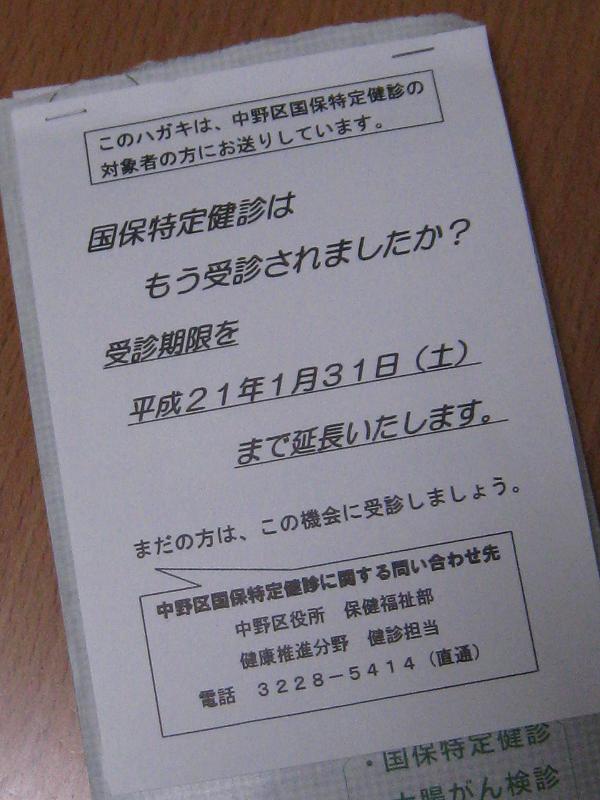 このハガキは、中野区国保特定健診の
対象者の方にお送りしています。
国保特定健診は
もう受診されましたか？
受診期限を
平成２１年１月３１日（土）
まで延長いたします。
まだの方は、この機会に受診しましょう。
中野区国保特定健診に関する問い合わせ先
中野区役所　保健福祉部
健康推進分野　健診担当
電話　３２２８－５４１４（直通）
・国保特定健診
大腸がん検診